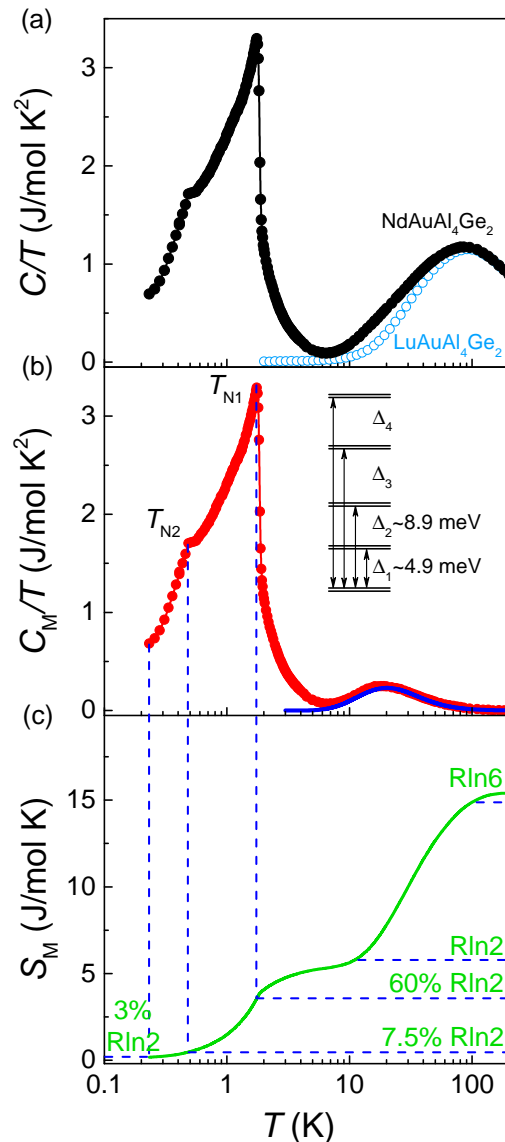 (a)
3
2
1
0
C/T (J/mol K²)
NdAuAl₄Ge₂
LuAuAl₄Ge₂
(b)
3
2
1
0
C_M/T (J/mol K²)
T_N1
T_N2
Δ₄
Δ₃
Δ₂~8.9 meV
Δ₁~4.9 meV
(c)
15
10
5
0
S_M (J/mol K)
Rln6
Rln2
60% Rln2
7.5% Rln2
3%
Rln2
0.1 1 10 100
T (K)